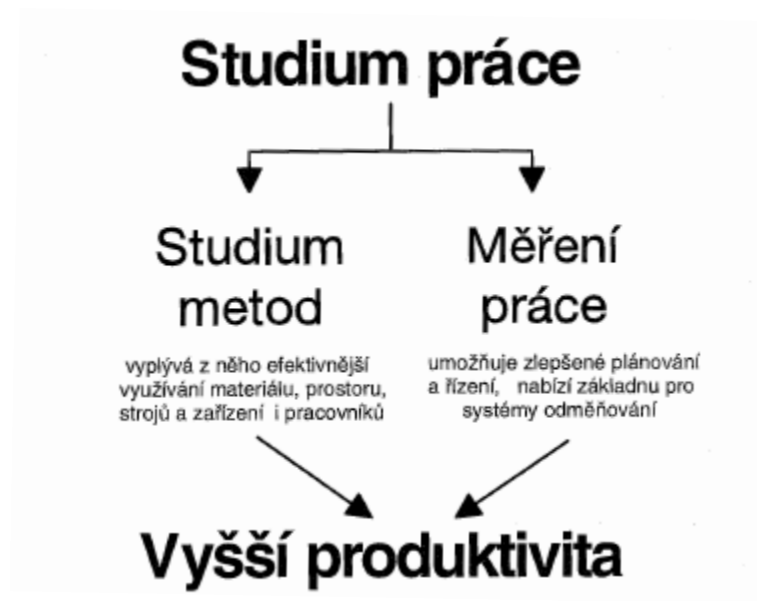 Studium práce
Studium
metod
vyplývá z něho efektivnější
využívání materiálu, prostoru,
strojů a zařízení i pracovníků
Měření
práce
umožňuje zlepšené plánování
a řízení, nabízí základnu pro
systémy odměňování
Vyšší produktivita